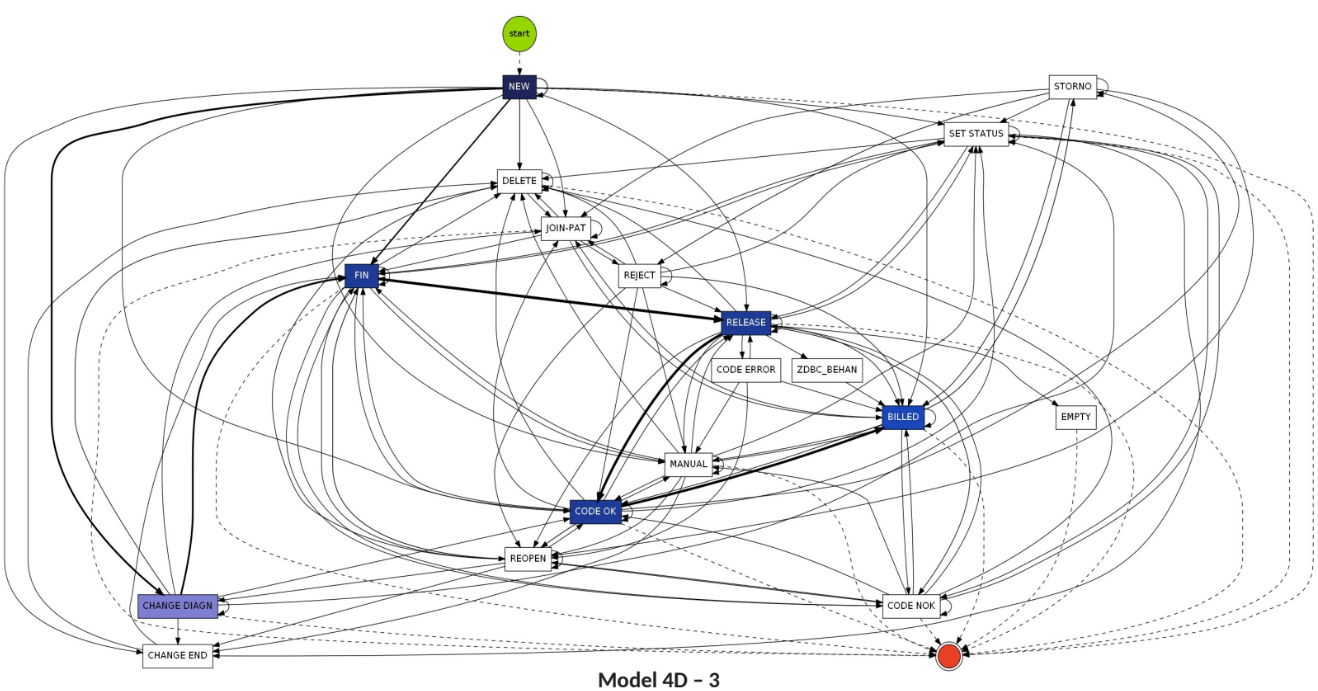 start
NEW
STORNO
SET STATUS
DELETE
JOIN-PAT
FIN
REJECT
RELEASE
CODE ERROR
ZDBC_BEHAN
BILLED
EMPTY
MANUAL
CODE OK
REOPEN
CHANGE DIAGN
CODE NOK
CHANGE END
Model 4D – 3